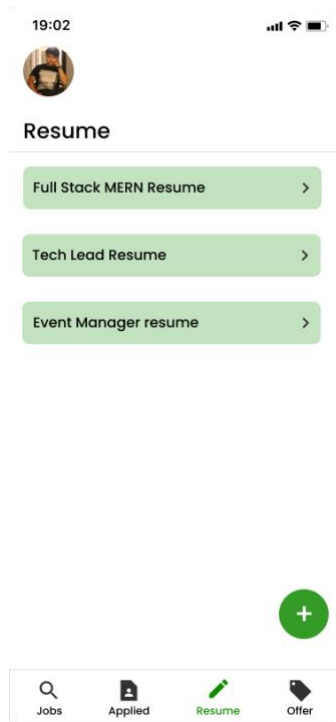 19:02
Resume
Full Stack MERN Resume
Tech Lead Resume
Event Manager resume
Jobs Applied Resume Offer